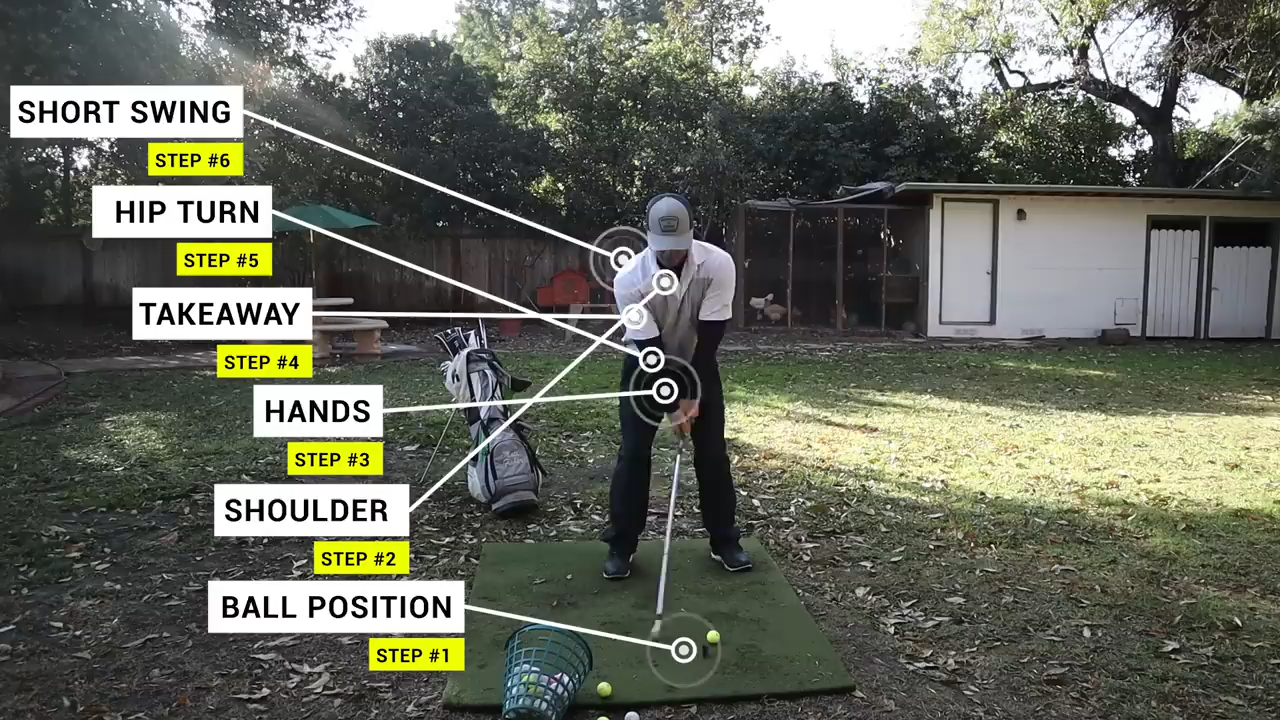 SHORT SWING
STEP #6
HIP TURN
STEP #5
TAKEAWAY
STEP #4
HANDS
STEP #3
SHOULDER
STEP #2
BALL POSITION
STEP #1